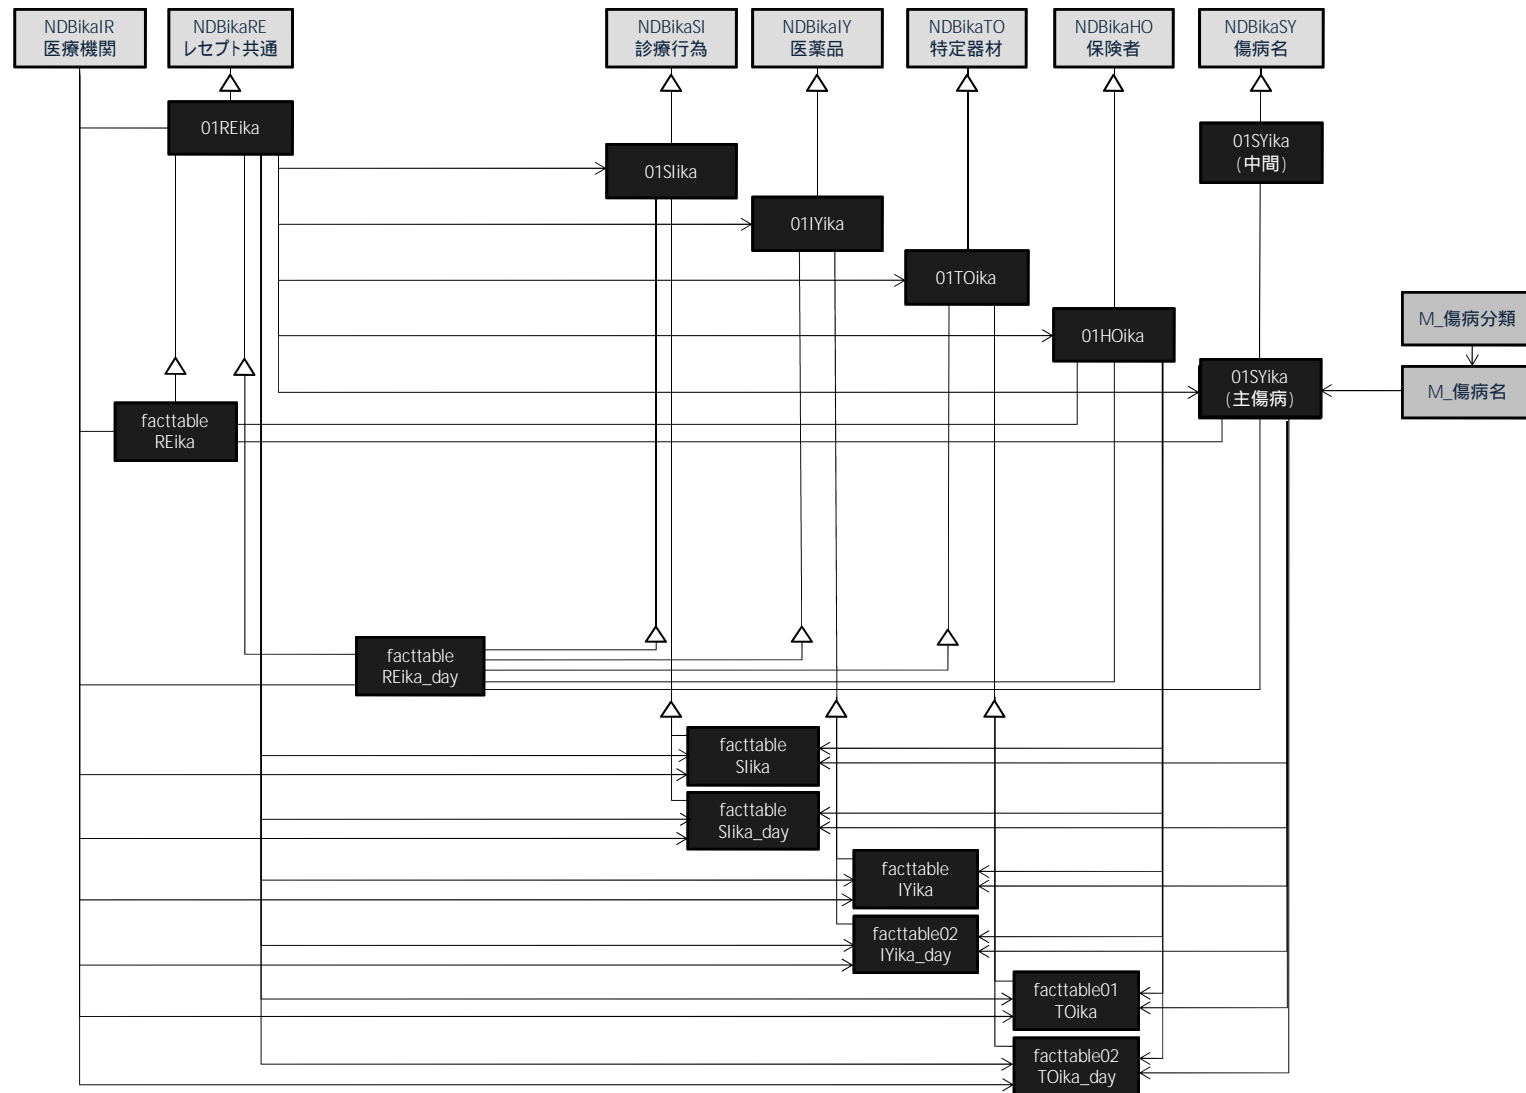 NDBikaIR
医療機関
NDBikaRE
レセプト共通
NDBikaSI
診療行為
NDBikaIY
医薬品
NDBikaTO
特定器材
NDBikaHO
保険者
NDBikaSY
傷病名
01REika
01SIika
01IYika
01TOika
01HOika
01SYika
(中間)
01SYika
(主傷病)
M_傷病分類
M_傷病名
facttable
REika
facttable
REika_day
facttable
SIika
facttable
SIika_day
facttable
IYika
facttable02
IYika_day
facttable01
TOika
facttable02
TOika_day